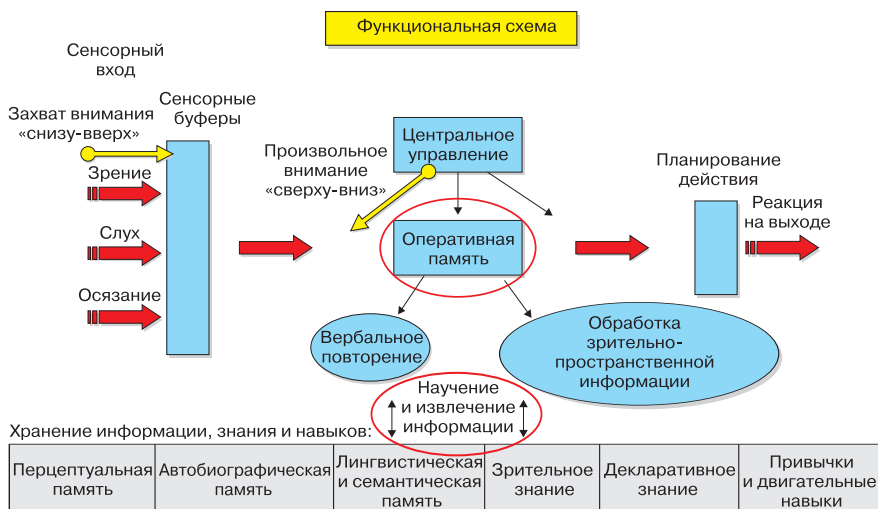 Функциональная схема
Сенсорный
вход
Захват внимания
«снизу-вверх»
Сенсорные
буферы
Зрение
Слух
Осязание
Произвольное
внимание
«сверху-вниз»
Центральное
управление
Оперативная
память
Планирование
действия
Реакция
на выходе
Вербальное
повторение
Обработка
зрительно-
пространственной
информации
Научение
и извлечение
информации
Хранение информации, знания и навыков:
Перцептуальная
память
Автобиографическая
память
Лингвистическая
и семантическая
память
Зрительное
знание
Декларативное
знание
Привычки
и двигательные
навыки